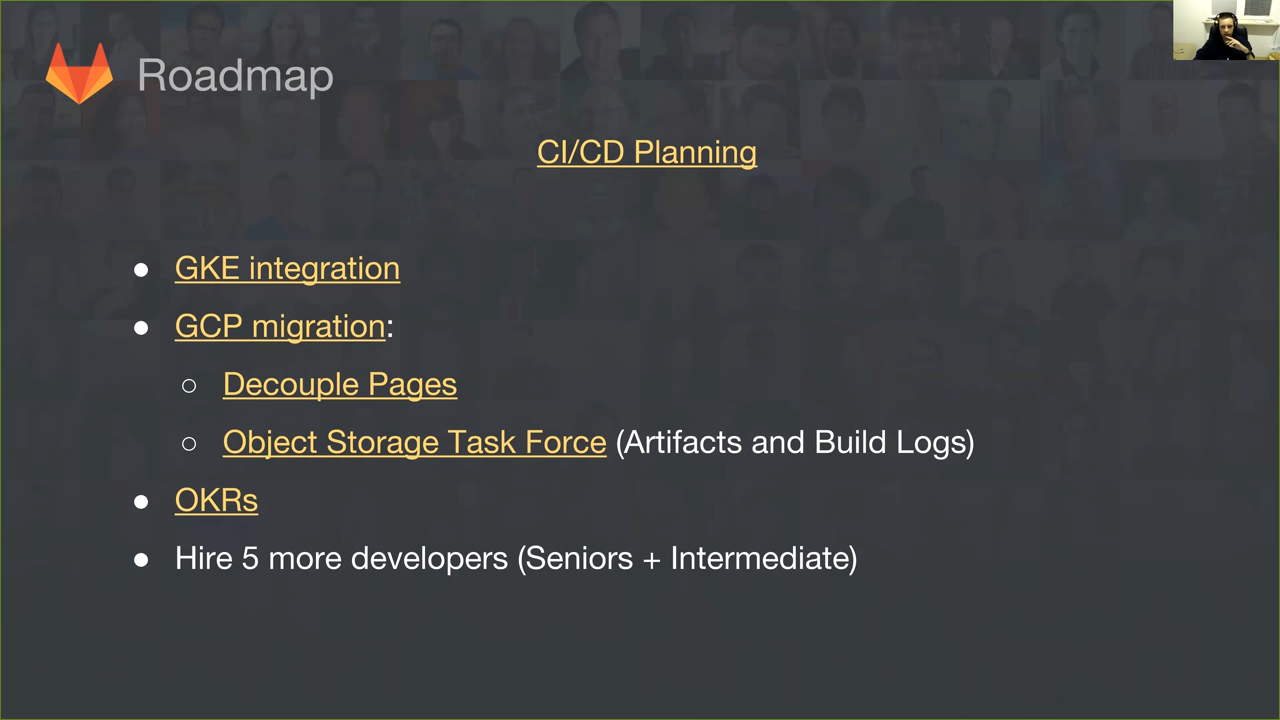 Roadmap
CI/CD Planning
● GKE integration
● GCP migration:
○ Decouple Pages
○ Object Storage Task Force (Artifacts and Build Logs)
● OKRs
● Hire 5 more developers (Seniors + Intermediate)